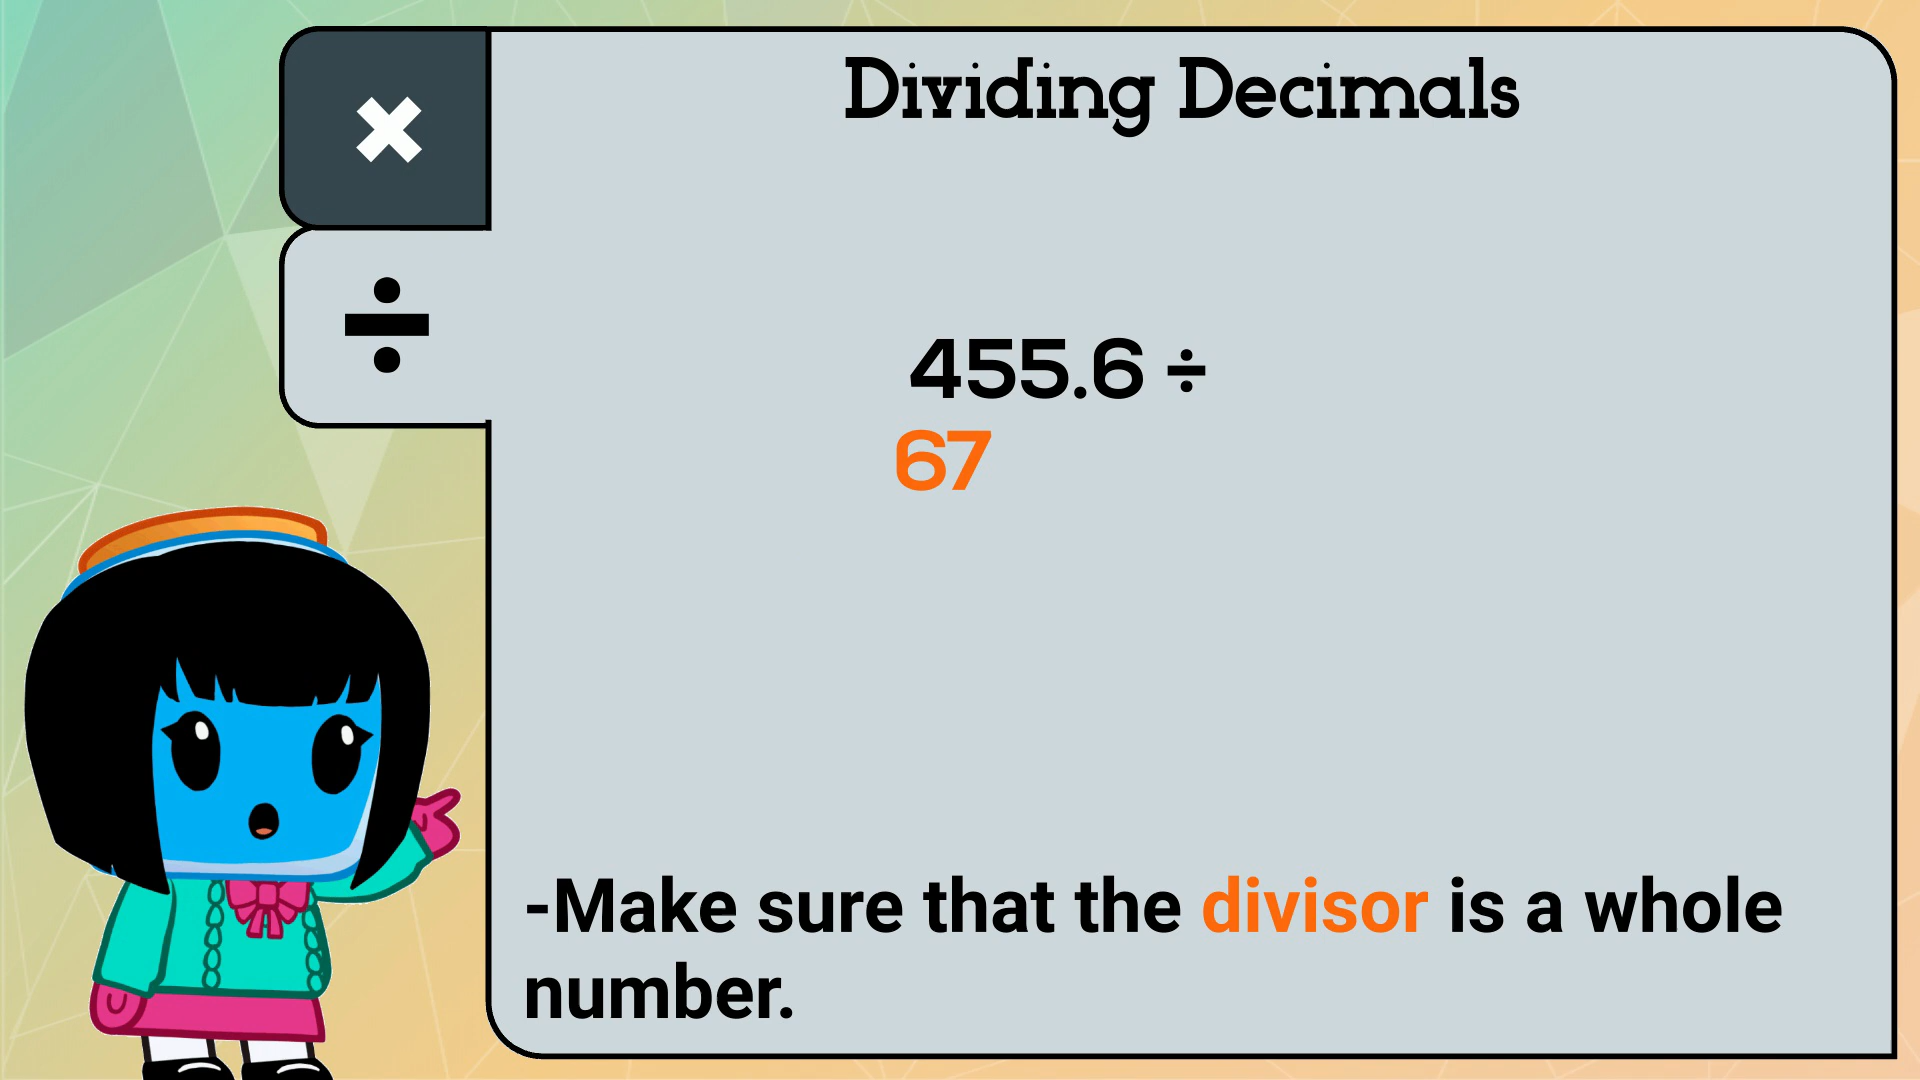 ✖
Dividing Decimals
÷
455.6 ÷
67
-Make sure that the divisor is a whole
number.